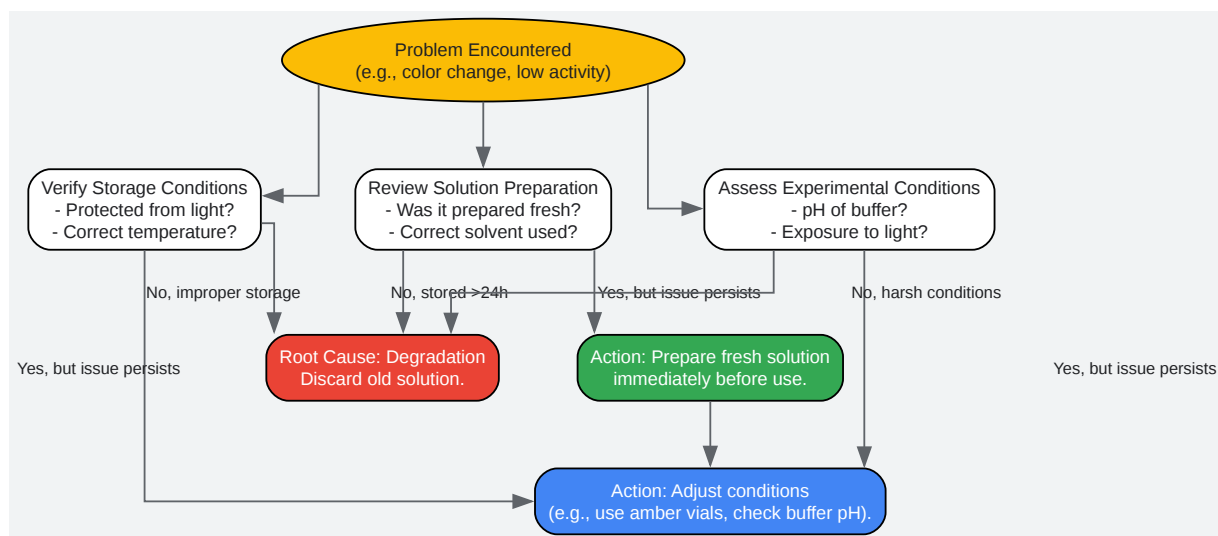 Problem Encountered
(e.g., color change, low activity)
Verify Storage Conditions
- Protected from light?
- Correct temperature?
Review Solution Preparation
- Was it prepared fresh?
- Correct solvent used?
Assess Experimental Conditions
- pH of buffer?
- Exposure to light?
No, improper storage
No, stored >24h
Yes, but issue persists
No, harsh conditions
Root Cause: Degradation
Discard old solution.
Action: Prepare fresh solution
immediately before use.
Yes, but issue persists
Yes, but issue persists
Action: Adjust conditions
(e.g., use amber vials, check buffer pH).